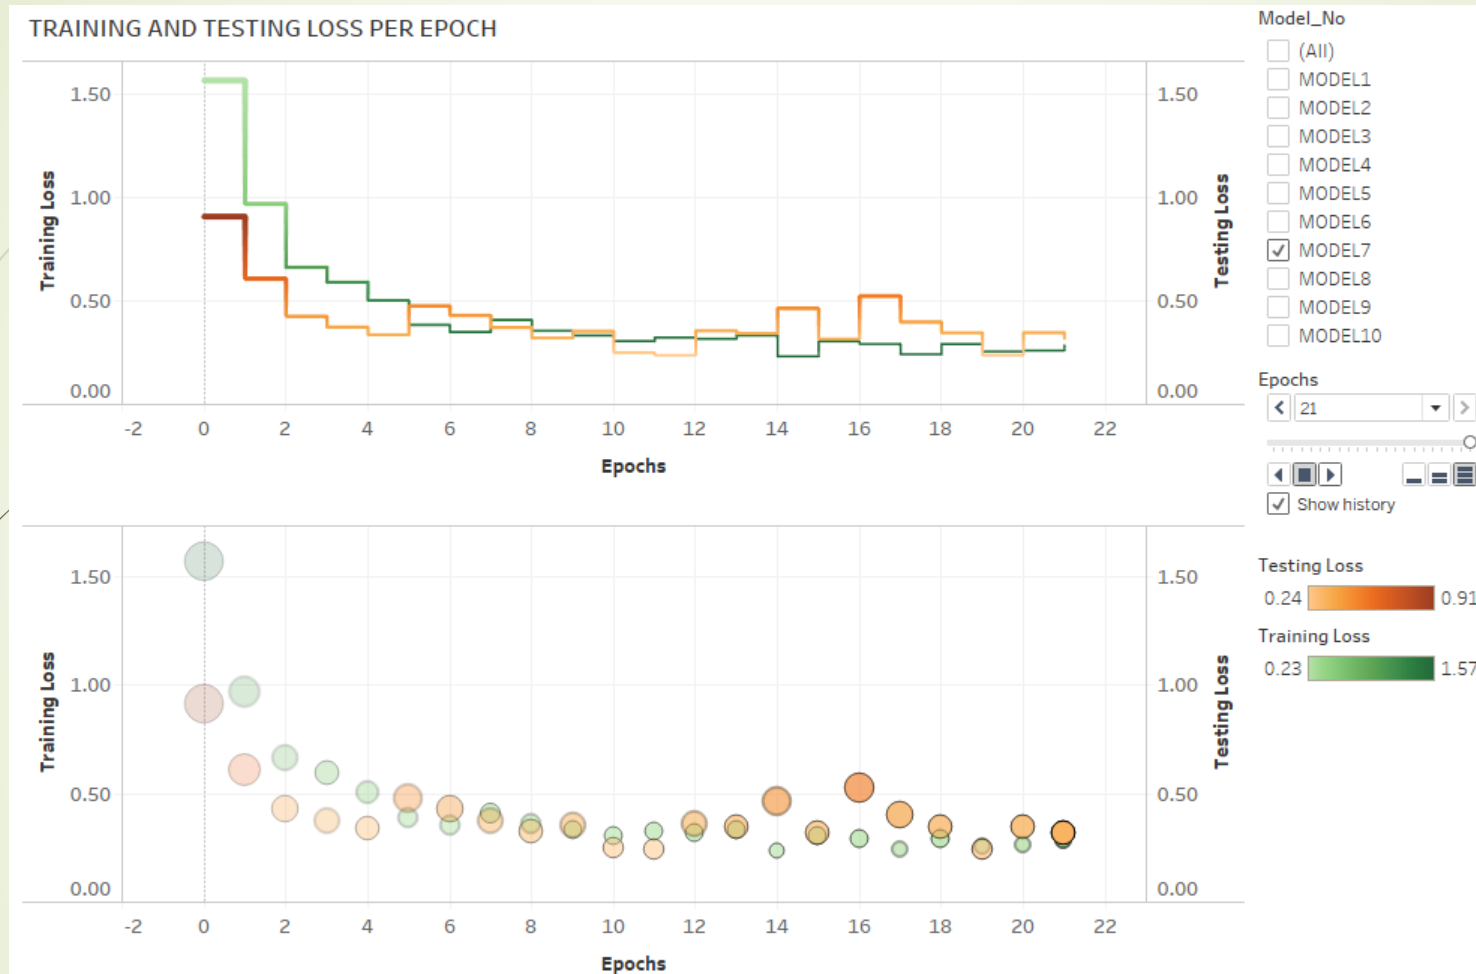 TRAINING AND TESTING LOSS PER EPOCH
Training Loss
1.50
1.00
0.50
0.00
Testing Loss
1.50
1.00
0.50
0.00
-2 0 2 4 6 8 10 12 14 16 18 20 22
Epochs
Training Loss
1.50
1.00
0.50
0.00
Testing Loss
1.50
1.00
0.50
0.00
-2 0 2 4 6 8 10 12 14 16 18 20 22
Epochs
Model_No
(All)
MODEL1
MODEL2
MODEL3
MODEL4
MODEL5
MODEL6
MODEL7
MODEL8
MODEL9
MODEL10
Epochs
21
Show history
Testing Loss
0.24 0.91
Training Loss
0.23 1.57